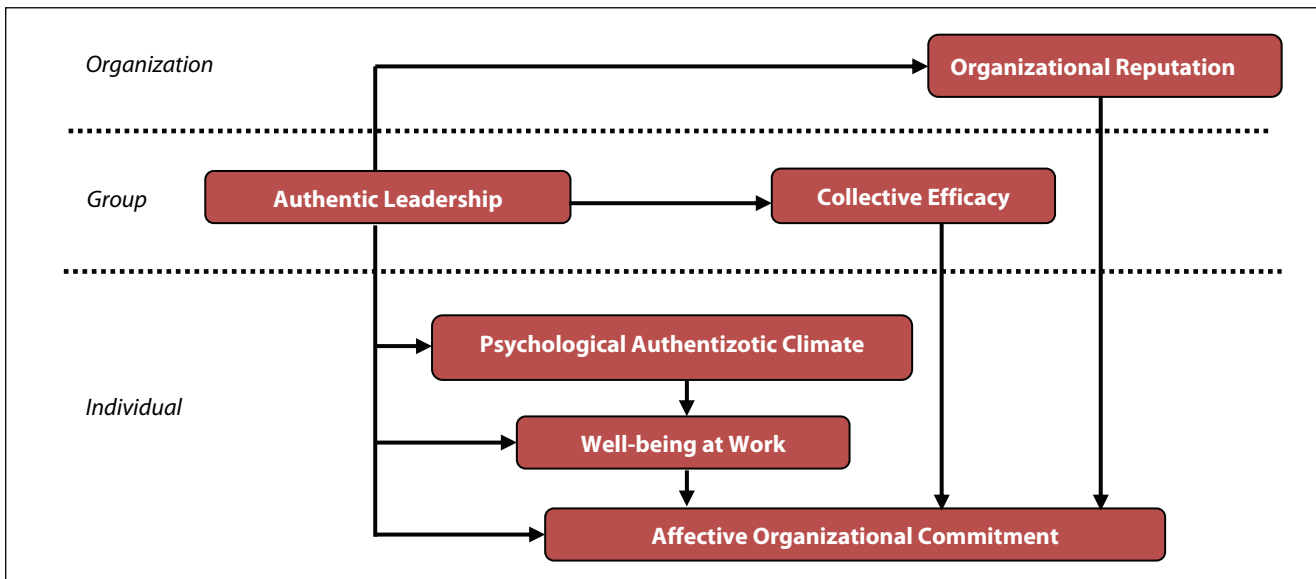 Organization
Organizational Reputation
Group
Authentic Leadership
Collective Efficacy
Psychological Authentizotic Climate
Individual
Well-being at Work
Affective Organizational Commitment